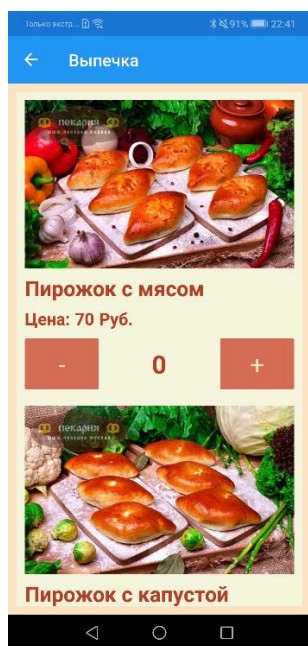 Только экстр...
91%
22:41
Выпечка
пекарня
Пирожок с мясом
Цена: 70 Руб.
-
0
+
пекарня
Пирожок с капустой